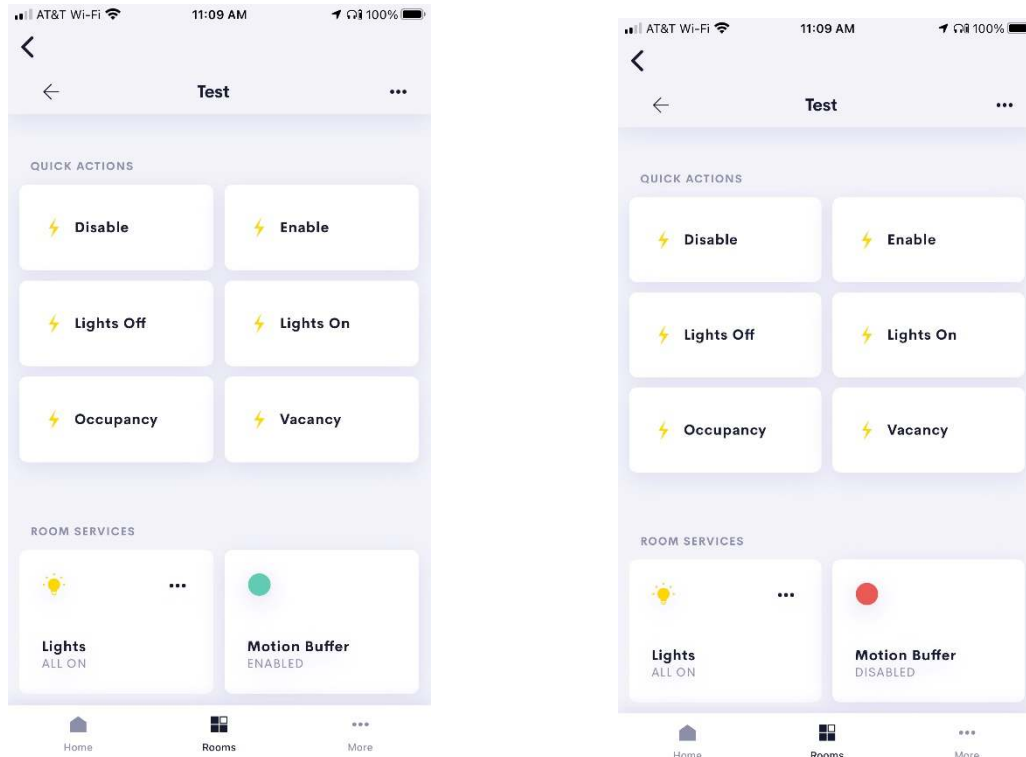 AT&T Wi-Fi 11:09 AM 100%
Test
QUICK ACTIONS
Disable Enable
Lights Off Lights On
Occupancy Vacancy
ROOM SERVICES
Lights Motion Buffer
ALL ON ENABLED
Home Rooms More
AT&T Wi-Fi 11:09 AM 100%
Test
QUICK ACTIONS
Disable Enable
Lights Off Lights On
Occupancy Vacancy
ROOM SERVICES
Lights Motion Buffer
ALL ON DISABLED
Home Rooms More